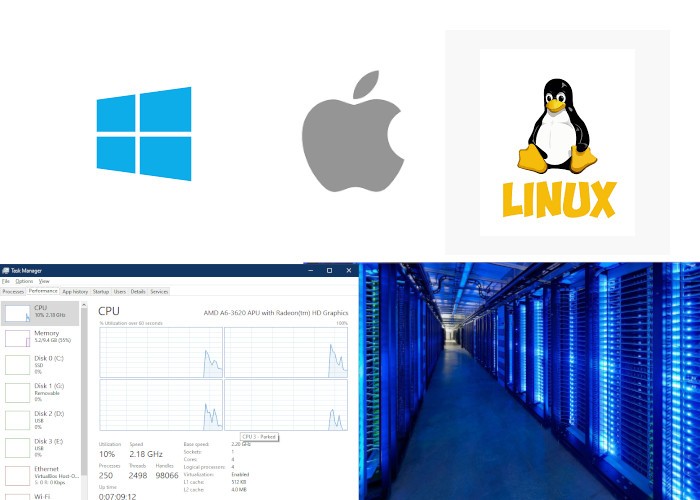 LINUX
Task Manager
File Options View
Processes Performance App history Startup Users Details Services
CPU
10% 2.18 GHz
Memory
5.2/9.4 GB (55%)
Disk 0 (C:)
SSD
0%
Disk 1 (G:)
Removable
0%
Disk 2 (D:)
USB
0%
Disk 3 (E:)
USB
0%
Ethernet
VirtualBox Host-O...
S: 0 R: 0 Kbps
Wi-Fi
CPU
AMD A6-3620 APU with Radeon(tm) HD Graphics
% Utilization over 60 seconds
100%
CPU 3 - Parked
Utilization Speed
10% 2.18 GHz
Processes Threads Handles
250 2498 98066
Up time
0:07:09:12
Base speed: 2.20 GHz
Sockets: 1
Cores: 4
Logical processors: 4
Virtualization: Enabled
L1 cache: 512 KB
L2 cache: 4.0 MB